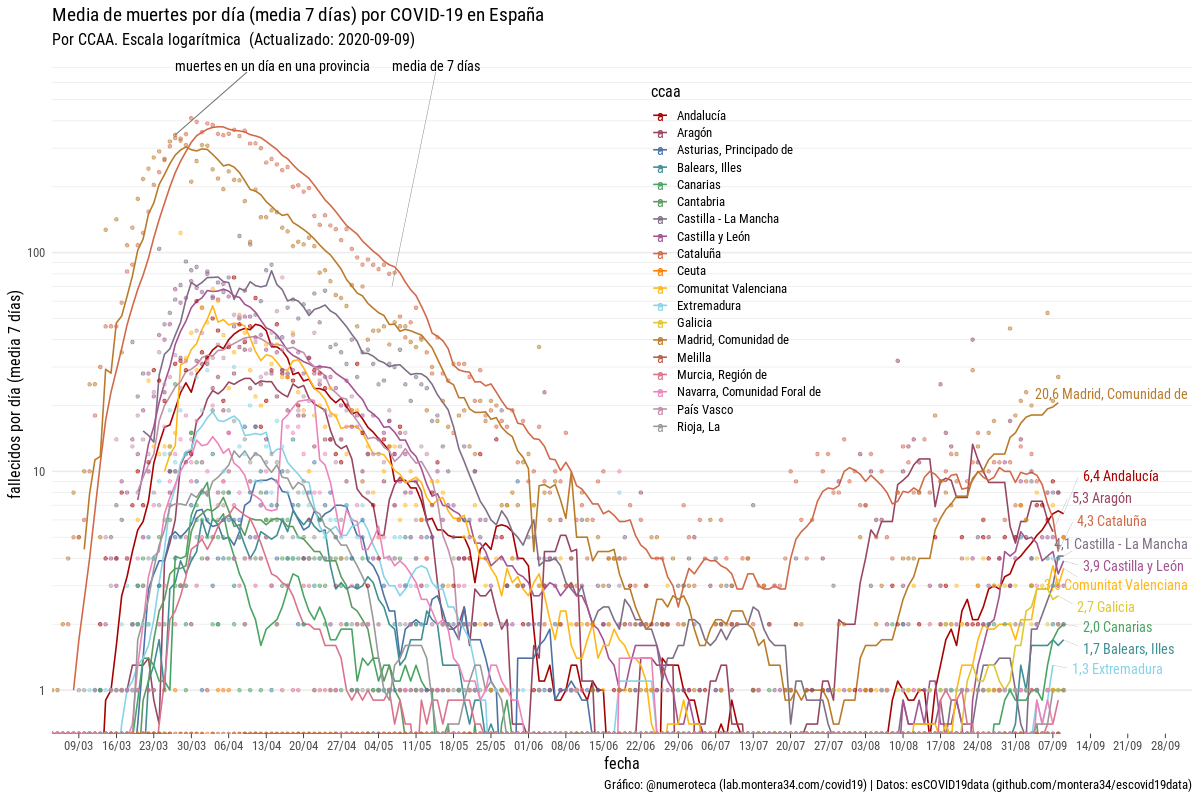 Media de muertes por día (media 7 días) por COVID-19 en España
Por CCAA. Escala logarítmica (Actualizado: 2020-09-09)
muertes en un día en una provincia
media de 7 días
ccaa
Andalucía
Aragón
Asturias, Principado de
Balears, Illes
Canarias
Cantabria
Castilla - La Mancha
Castilla y León
Cataluña
Ceuta
Comunitat Valenciana
Extremadura
Galicia
Madrid, Comunidad de
Melilla
Murcia, Región de
Navarra, Comunidad Foral de
País Vasco
Rioja, La
fallecidos por día (media 7 días)
100
10
1
20,6 Madrid, Comunidad de
6,4 Andalucía
5,3 Aragón
4,3 Cataluña
4,1 Castilla - La Mancha
3,9 Castilla y León
Comunitat Valenciana
2,7 Galicia
2,0 Canarias
1,7 Balears, Illes
1,3 Extremadura
09/03 16/03 23/03 30/03 06/04 13/04 20/04 27/04 04/05 11/05 18/05 25/05 01/06 08/06 15/06 22/06 29/06 06/07 13/07 20/07 27/07 03/08 10/08 17/08 24/08 31/08 07/09 14/09 21/09 28/09
fecha
Gráfico: @numeroteca (lab.montera34.com/covid19) | Datos: esCOVID19data (github.com/montera34/escovid19data)